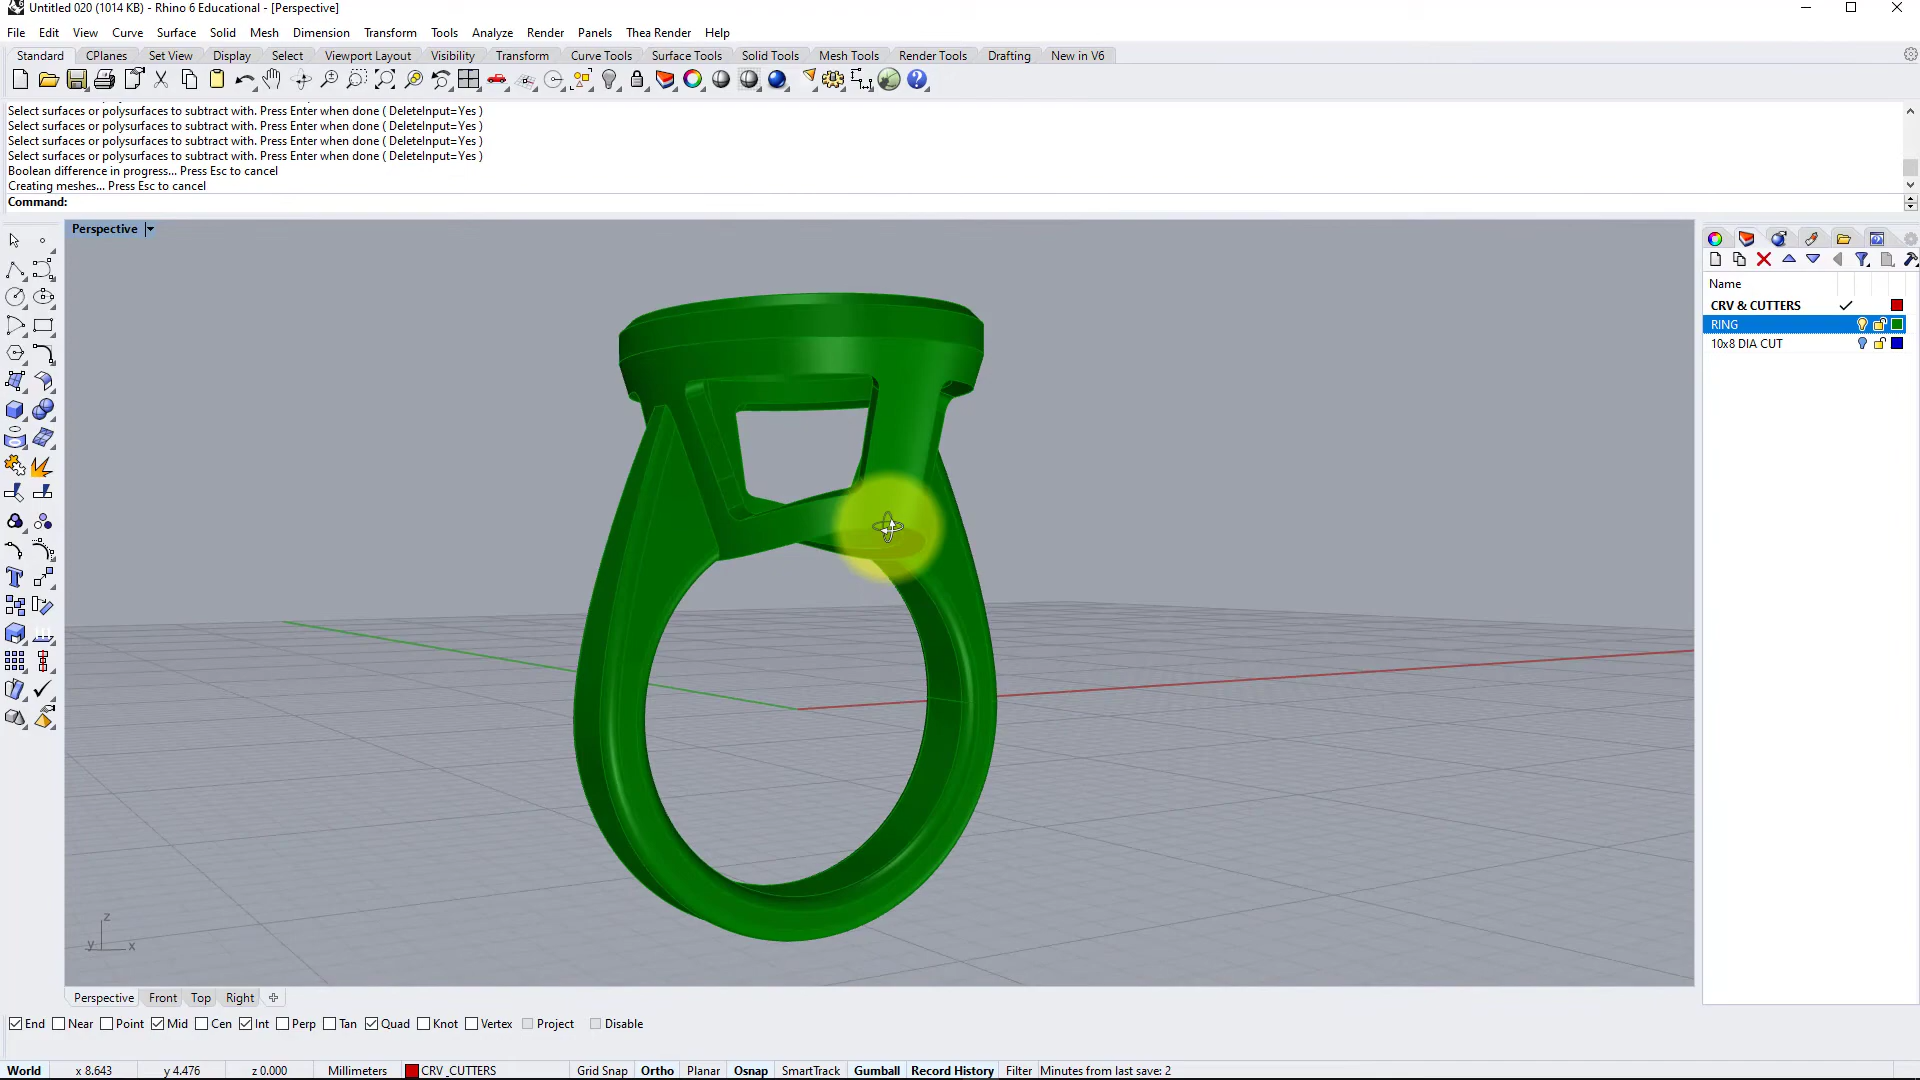 Untitled 020 (1014 KB) - Rhino 6 Educational - [Perspective]
File Edit View Curve Surface Solid Mesh Dimension Transform Tools Analyze Render Panels Thea Render Help
Standard CPlanes Set View Display Select Viewport Layout Visibility Transform Curve Tools Surface Tools Solid Tools Mesh Tools Render Tools Drafting New in V6
Select surfaces or polysurfaces to subtract with. Press Enter when done ( DeleteInput=Yes )
Select surfaces or polysurfaces to subtract with. Press Enter when done ( DeleteInput=Yes )
Select surfaces or polysurfaces to subtract with. Press Enter when done ( DeleteInput=Yes )
Select surfaces or polysurfaces to subtract with. Press Enter when done ( DeleteInput=Yes )
Boolean difference in progress... Press Esc to cancel
Creating meshes... Press Esc to cancel
Command:
Perspective
Name
CRV & CUTTERS
RING
10x8 DIA CUT
z
y x
Perspective Front Top Right
End Near Point Mid Cen Int Perp Tan Quad Knot Vertex Project Disable
World x 8.643 y 4.476 z 0.000 Millimeters CRV _CUTTERS Grid Snap Ortho Planar Osnap SmartTrack Gumball Record History Filter Minutes from last save: 2